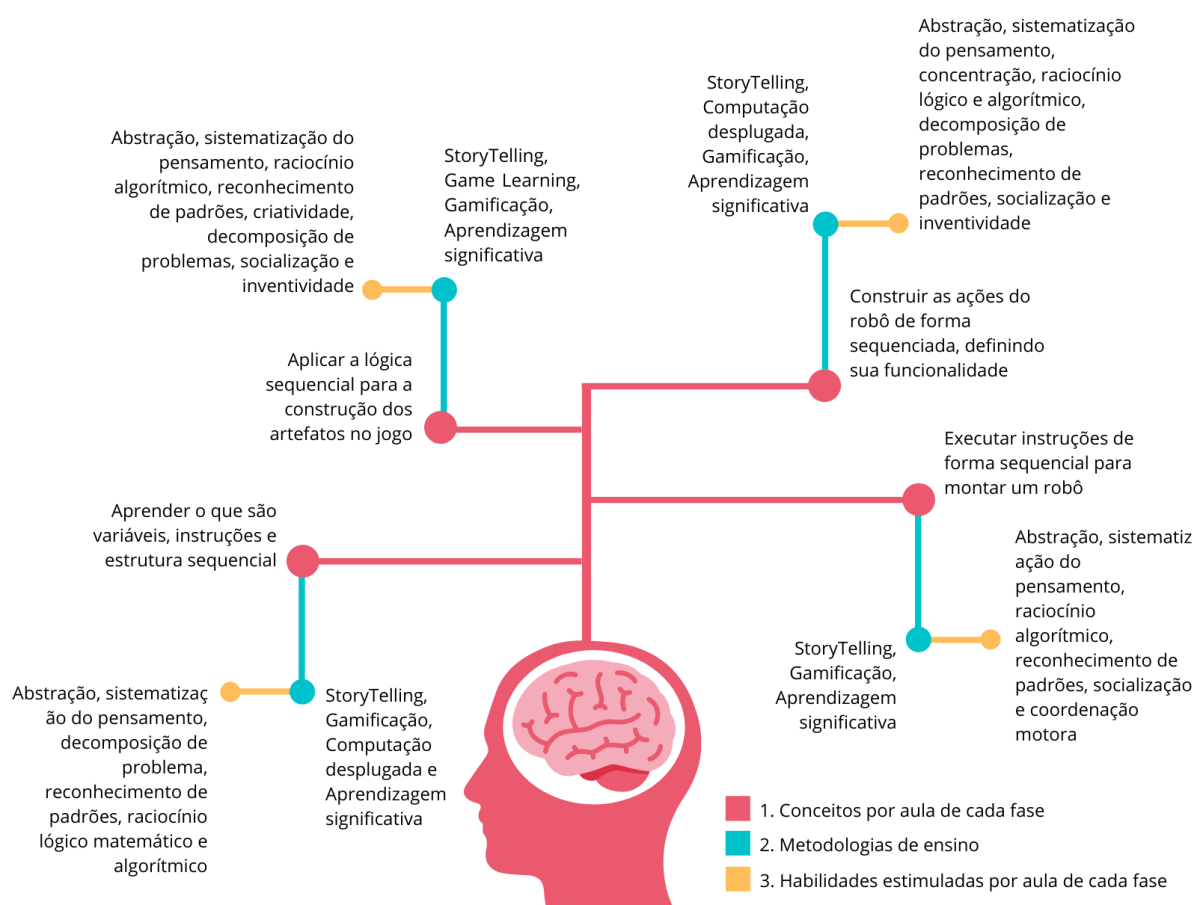 Abstração, sistematização do
pensamento, raciocínio
algorítmico, reconhecimento
de padrões, criatividade,
decomposição de
problemas, socialização e
inventividade
StoryTelling,
Game Learning,
Gamificação,
Aprendizagem
significativa
Aplicar a lógica
sequencial para a
construção dos
artefatos no jogo
StoryTelling,
Computação
desplugada,
Gamificação,
Aprendizagem
significativa
Abstração, sistematização
do pensamento,
concentração, raciocínio
lógico e algorítmico,
decomposição de
problemas,
reconhecimento de
padrões, socialização e
inventividade
Construir as ações do
robô de forma
sequenciada, definindo
sua funcionalidade
Aprender o que são
variáveis, instruções e
estrutura sequencial
Abstração, sistematizaç
ão do pensamento,
decomposição de
problema,
reconhecimento de
padrões, raciocínio
lógico matemático e
algorítmico
StoryTelling,
Gamificação,
Computação
desplugada e
Aprendizagem
significativa
Executar instruções de
forma sequencial para
montar um robô
StoryTelling,
Gamificação,
Aprendizagem
significativa
Abstração, sistematiz
ação do
pensamento,
raciocínio
algorítmico,
reconhecimento de
padrões, socialização
e coordenação
motora
1. Conceitos por aula de cada fase
2. Metodologias de ensino
3. Habilidades estimuladas por aula de cada fase